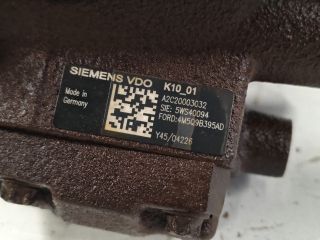 SIEMENS VDO K10_01
Made in
Germany
A2C20003032
SIE: 5WS40094
FORD:4M5Q9B395AD
Y45/04226